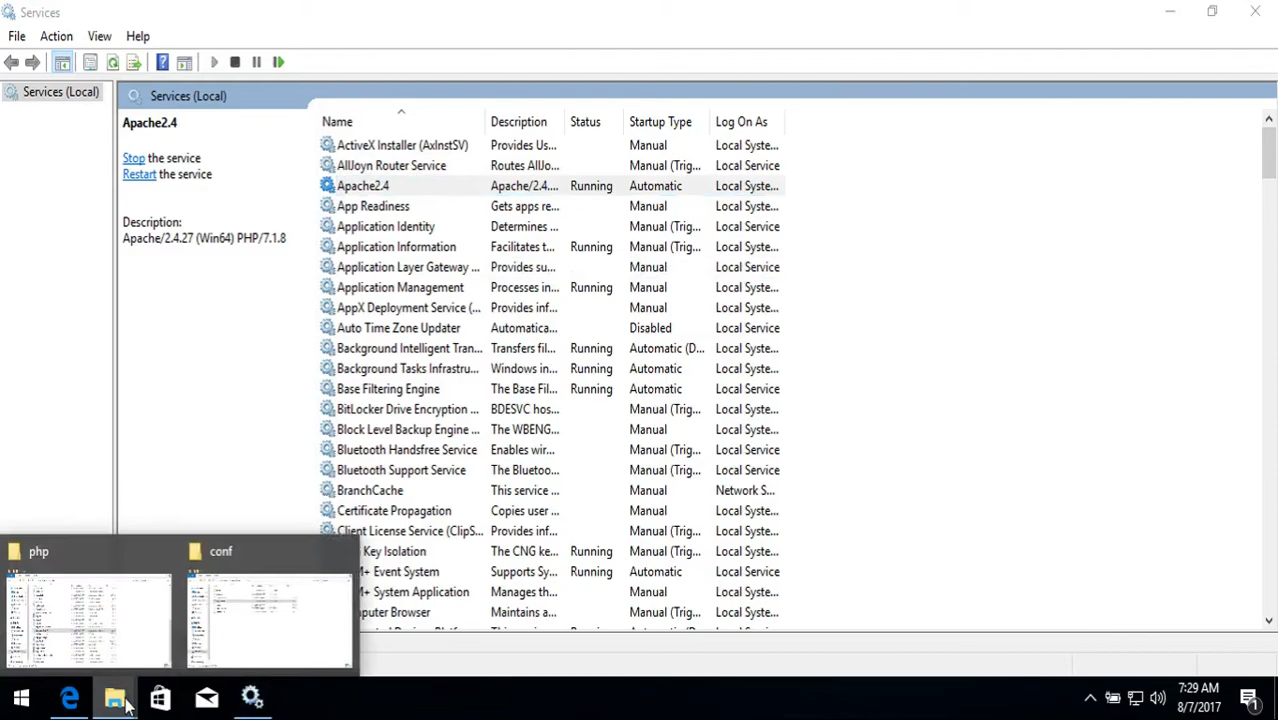 Services
File Action View Help
Services (Local)
Services (Local)
Apache2.4
Stop the service
Restart the service
Description:
Apache/2.4.27 (Win64) PHP/7.1.8
Name Description Status Startup Type Log On As
ActiveX Installer (AxInstSV) Provides Us... Manual Local Syste...
AllJoyn Router Service Routes AllJo... Manual (Trig... Local Service
Apache2.4 Apache/2.4.... Running Automatic Local Syste...
App Readiness Gets apps re... Manual Local Syste...
Application Identity Determines ... Manual (Trig... Local Service
Application Information Facilitates t... Running Manual (Trig... Local Syste...
Application Layer Gateway ... Provides su... Manual Local Service
Application Management Processes in... Running Manual Local Syste...
AppX Deployment Service (... Provides inf... Manual Local Syste...
Auto Time Zone Updater Automatica... Disabled Local Service
Background Intelligent Tran... Transfers fil... Running Automatic (D... Local Syste...
Background Tasks Infrastru... Windows in... Running Automatic Local Syste...
Base Filtering Engine The Base Fil... Running Automatic Local Service
BitLocker Drive Encryption ... BDESVC hos... Manual (Trig... Local Syste...
Block Level Backup Engine ... The WBENG... Manual Local Syste...
Bluetooth Handsfree Service Enables wir... Manual (Trig... Local Service
Bluetooth Support Service The Bluetoo... Manual (Trig... Local Service
BranchCache This service ... Manual Network S...
Certificate Propagation Copies user ... Manual Local Syste...
Client License Service (ClipS... Provides inf... Manual (Trig... Local Syste...
Key Isolation The CNG ke... Running Manual (Trig... Local Syste...
M+ Event System Supports Sy... Running Automatic Local Service
M+ System Application Manages th... Manual Local Syste...
mputer Browser Maintains a... Manual (Trig... Local Syste...
php
conf
7:29 AM
8/7/2017
1